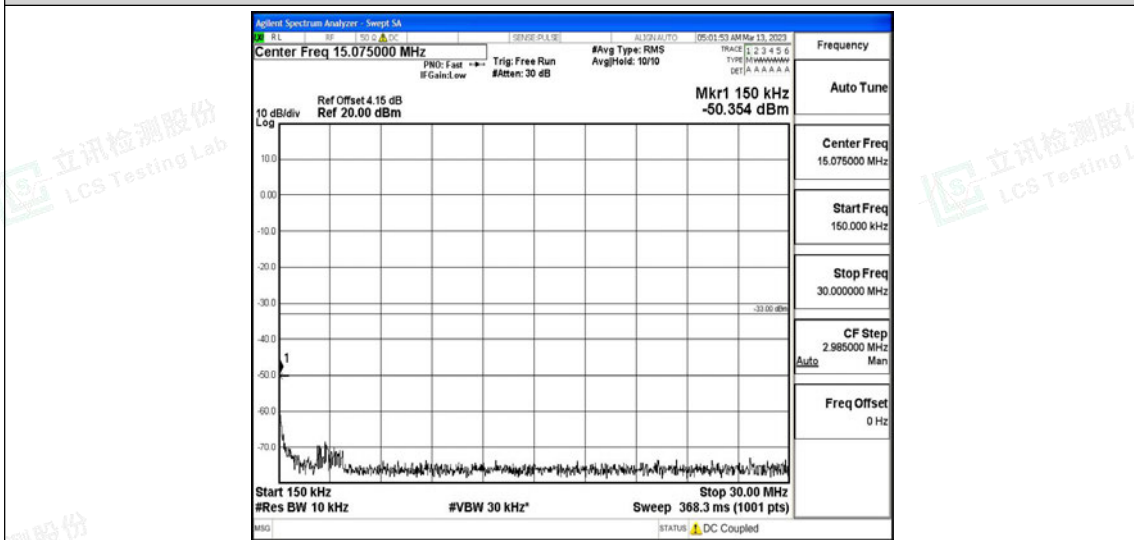 Agilent Spectrum Analyzer - Swept SA
RL RF 50 Ω DC SENSE:PULSE ALIGN AUTO 05:01:53 AM Mar 13, 2023
Center Freq 15.075000 MHz
PNO: Fast
IFGain:Low
Trig: Free Run
#Atten: 30 dB
#Avg Type: RMS
Avg|Hold: 10/10
TRACE 1 2 3 4 5 6
TYPE MWWWWW
DET A A A A A A
Mkr1 150 kHz
-50.354 dBm
Ref Offset 4.15 dB
10 dB/div Ref 20.00 dBm
Log
10.0
0.00
-10.0
-20.0
-30.0
-33.00 dBm
-40.0
1
-50.0
-60.0
-70.0
Start 150 kHz Stop 30.00 MHz
#Res BW 10 kHz #VBW 30 kHz* Sweep 368.3 ms (1001 pts)
MSG STATUS DC Coupled
Frequency
Auto Tune
Center Freq
15.075000 MHz
Start Freq
150.000 kHz
Stop Freq
30.000000 MHz
CF Step
2.985000 MHz
Auto Man
Freq Offset
0 Hz
立讯检测股份
LCS Testing Lab
立讯检测股份
LCS Testing L